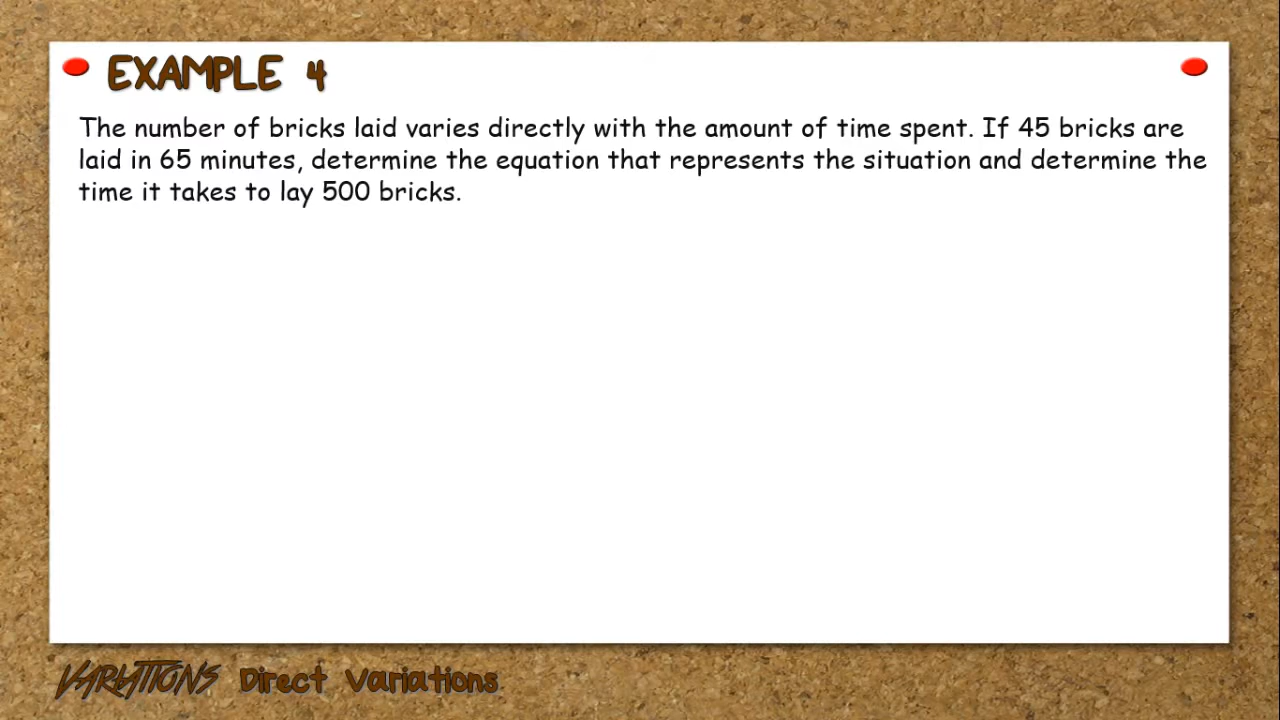 EXAMPLE 4
The number of bricks laid varies directly with the amount of time spent. If 45 bricks are
laid in 65 minutes, determine the equation that represents the situation and determine the
time it takes to lay 500 bricks.
VARIATIONS Direct Variations